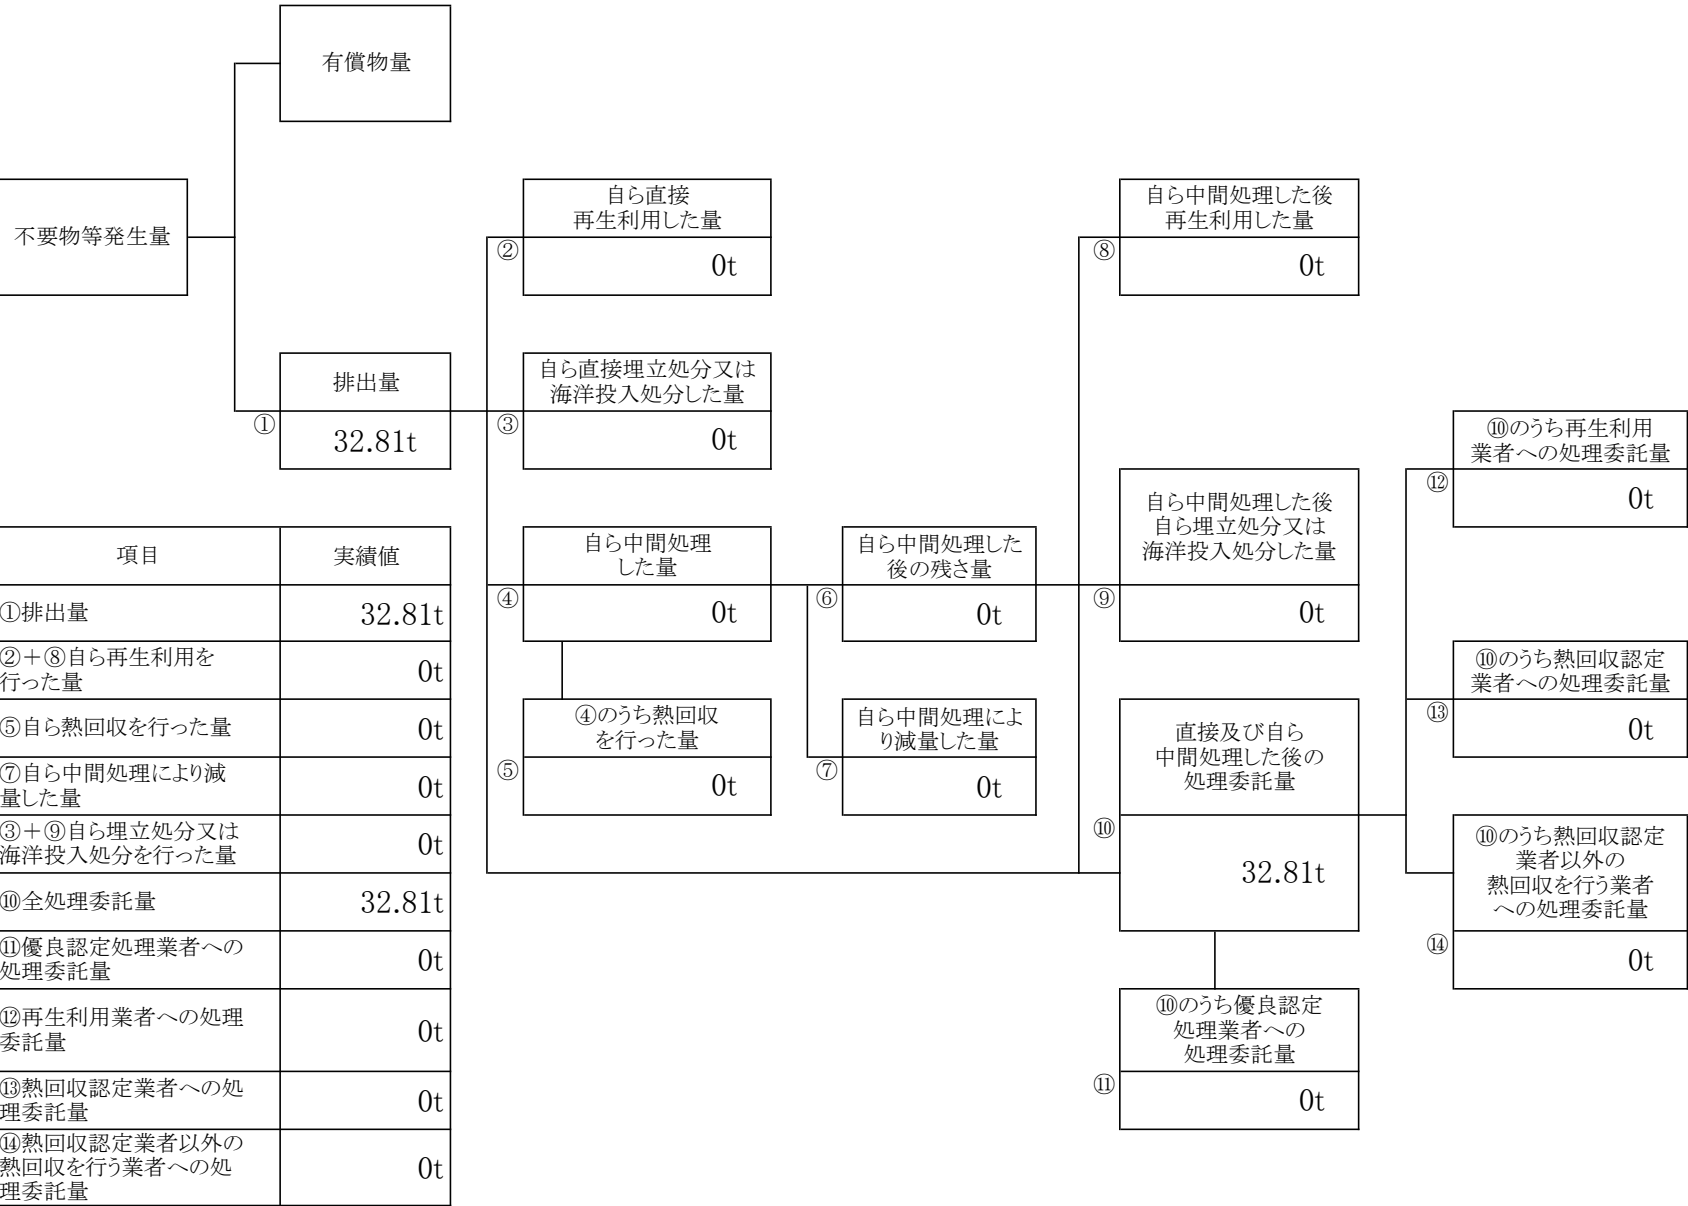 有償物量
不要物等発生量
自ら直接
再生利用した量
②
0t
自ら中間処理した後
再生利用した量
⑧
0t
排出量
①
32.81t
自ら直接埋立処分又は
海洋投入処分した量
③
0t
⑩のうち再生利用
業者への処理委託量
⑫
0t
自ら中間処理
した量
④
0t
自ら中間処理した
後の残さ量
⑥
0t
自ら中間処理した後
自ら埋立処分又は
海洋投入処分した量
⑨
0t
⑩のうち熱回収認定
業者への処理委託量
⑬
0t
④のうち熱回収
を行った量
⑤
0t
自ら中間処理によ
り減量した量
⑦
0t
直接及び自ら
中間処理した後の
処理委託量
⑩
32.81t
⑩のうち熱回収認定
業者以外の
熱回収を行う業者
への処理委託量
⑭
0t
⑩のうち優良認定
処理業者への
処理委託量
⑪
0t
項目 実績値
①排出量 32.81t
②+⑧自ら再生利用を
行った量 0t
⑤自ら熱回収を行った量 0t
⑦自ら中間処理により減
量した量 0t
③+⑨自ら埋立処分又は
海洋投入処分を行った量 0t
⑩全処理委託量 32.81t
⑪優良認定処理業者への
処理委託量 0t
⑫再生利用業者への処理
委託量 0t
⑬熱回収認定業者への処
理委託量 0t
⑭熱回収認定業者以外の
熱回収を行う業者への処
理委託量 0t